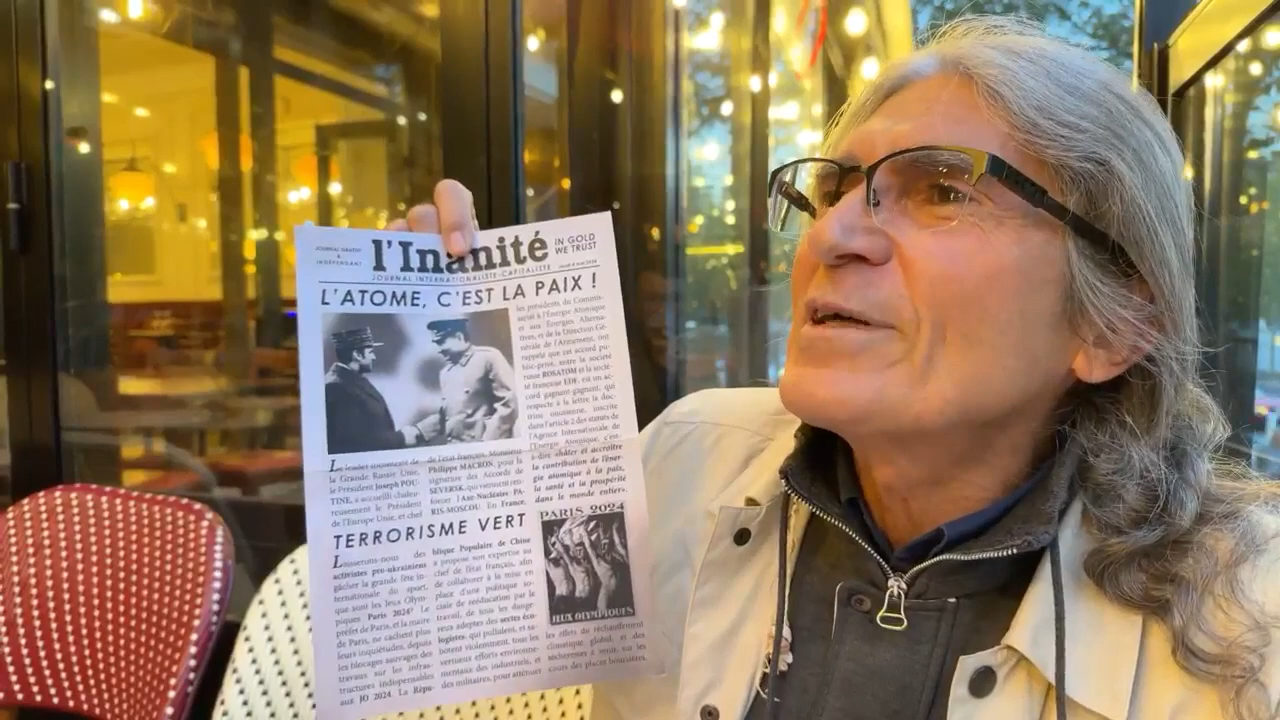 JOURNAL GRATUIT
&
INDÉPENDANT
l'Inanité
IN GOLD
WE TRUST
JOURNAL INTERNATIONALISTE-CAPITALISTE
L'ATOME, C'EST LA PAIX !
Le leader souverain de
la Grande Russie Unie,
le Président Joseph POU-
TINE, a accueilli chaleu-
reusement le Président
de l'Europe Unie, et chef
de l'état français, Monsieur
Philippe MACRON, pour la
signature des Accords de
SEVERSK, qui viennent ren-
forcer l'Axe Nucléaire PA-
RIS-MOSCOU. En France,
les présidents du Commis-
sariat à l'Énergie Atomique
et aux Énergies Alterna-
tives, et de la Direction Gé-
nérale de l'Armement, ont
rappelé que cet accord pu-
blic-privé, entre la société
russe ROSATOM et la socié-
té française EDF, est un ac-
cord gagnant-gagnant, qui
respecte à la lettre la doc-
trine onusienne, inscrite
dans l'article 2 des statuts de
l'Agence Internationale de
l'Énergie Atomique, c'est-
à-dire «hâter et accroître
la contribution de l'éner-
gie atomique à la paix,
la santé et la prospérité
dans le monde entier».
TERRORISME VERT
Laisserons-nous des
activistes pro-ukrainiens
gâcher la grande fête in-
ternationale du sport,
que sont les Jeux Olym-
piques Paris 2024? Le
préfet de Paris, et la maire
de Paris, ne cachent plus
leurs inquiétudes, depuis
les blocages sauvages des
travaux sur les infras-
tructures indispensables
aux JO 2024. La Répu-
blique Populaire de Chine
a proposé son expertise au
chef de l'état français, afin
de collaborer à la mise en
place d'une politique so-
ciale de rééducation par le
travail, de tous les dange-
reux adeptes des sectes éco-
logistes, qui pullulent, et sa-
botent violemment, tous les
vertueux efforts environne-
mentaux des industriels, et
des militaires, pour atténuer
PARIS 2024
JEUX OLYMPIQUES
les effets du réchauffement
climatique global, et des
sécheresses à venir, sur les
cours des places boursières.